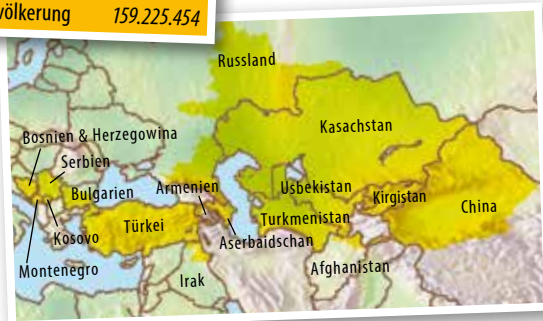 völkerung 159.225.454
Russland
Kasachstan
Bosnien & Herzegowina
Serbien
Bulgarien
Armenien
Usbekistan
Kirgistan
China
Türkei
Turkmenistan
Kosovo
Aserbaidschan
Montenegro
Irak
Afghanistan